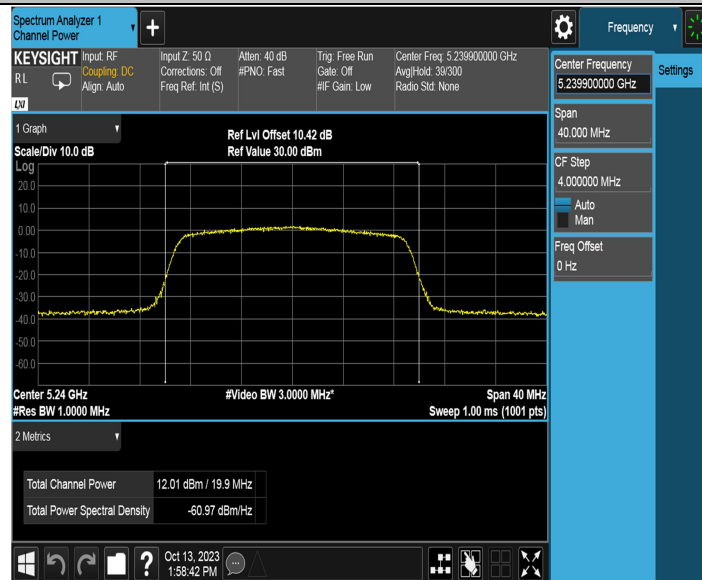 Spectrum Analyzer 1
Channel Power
Frequency
KEYSIGHT
RL
LXI
Input: RF
Coupling: DC
Align: Auto
Input Z: 50 Ω
Corrections: Off
Freq Ref: Int (S)
Atten: 40 dB
#PNO: Fast
Trig: Free Run
Gate: Off
#IF Gain: Low
Center Freq: 5.239900000 GHz
Avg|Hold: 39/300
Radio Std: None
Center Frequency
5.239900000 GHz
Settings
Span
40.000 MHz
CF Step
4.000000 MHz
Auto
Man
Freq Offset
0 Hz
1 Graph
Scale/Div 10.0 dB
Ref Lvl Offset 10.42 dB
Ref Value 30.00 dBm
Log
20.0
10.0
0.00
-10.0
-20.0
-30.0
-40.0
-50.0
-60.0
Center 5.24 GHz
#Res BW 1.0000 MHz
#Video BW 3.0000 MHz*
Span 40 MHz
Sweep 1.00 ms (1001 pts)
2 Metrics
Total Channel Power 12.01 dBm / 19.9 MHz
Total Power Spectral Density -60.97 dBm/Hz
?
Oct 13, 2023
1:58:42 PM